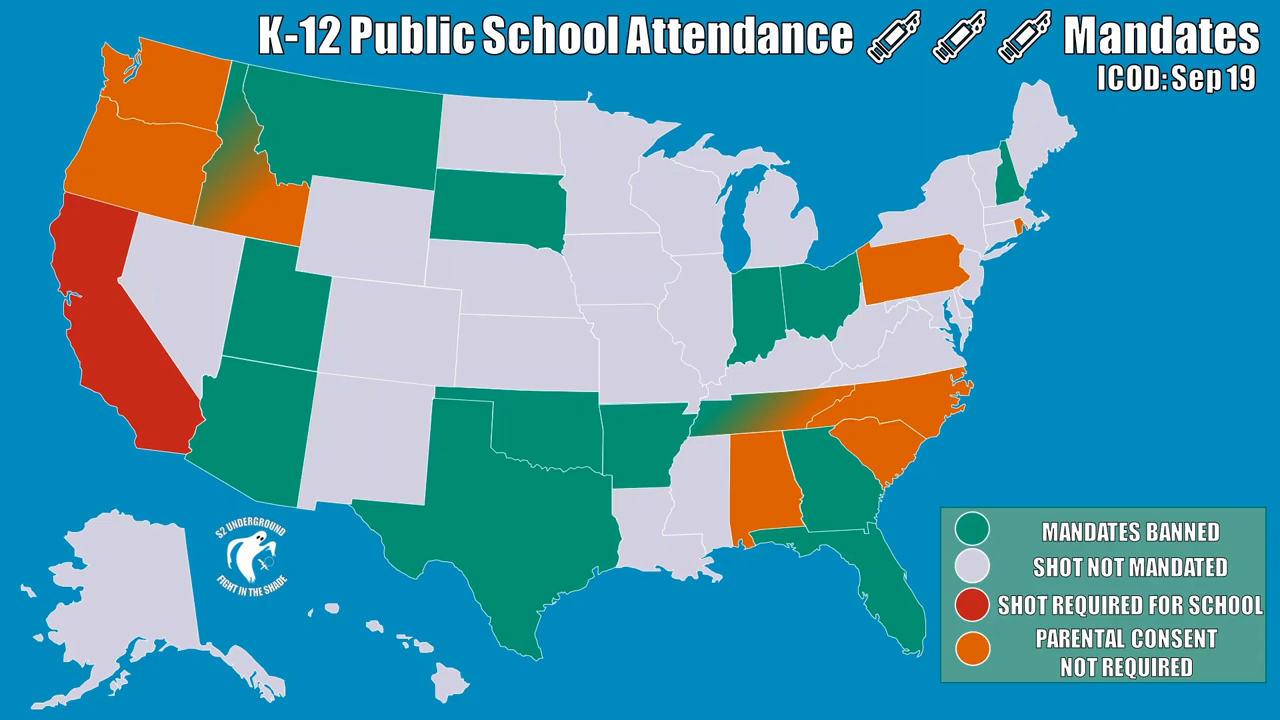 K-12 Public School Attendance Mandates
ICOD: Sep 19
S2 UNDERGROUND
FIGHT IN THE SHADE
MANDATES BANNED
SHOT NOT MANDATED
SHOT REQUIRED FOR SCHOOL
PARENTAL CONSENT
NOT REQUIRED